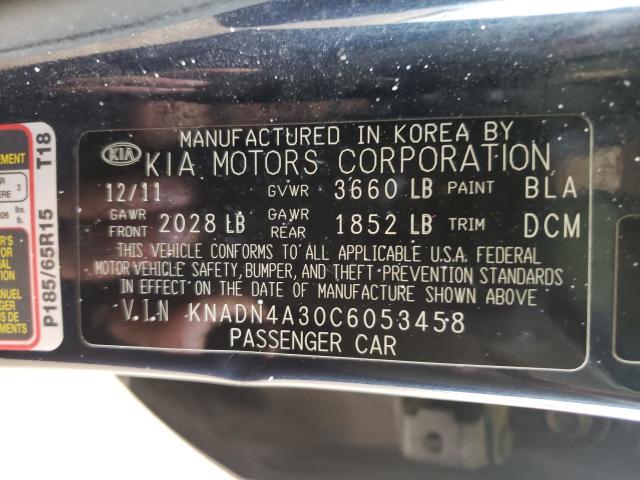 MANUFACTURED IN KOREA BY
KIA KIA MOTORS CORPORATION
12/11 GVWR 3660 LB PAINT BLA
GAWR FRONT 2028 LB GAWR REAR 1852 LB TRIM DCM
THIS VEHICLE CONFORMS TO ALL APPLICABLE U.S.A. FEDERAL
MOTOR VEHICLE SAFETY, BUMPER, AND THEFT PREVENTION STANDARDS
IN EFFECT ON THE DATE OF MANUFACTURE SHOWN ABOVE
V.I.N KNADN4A30C6053458
PASSENGER CAR
P185/65R15 T18
3
lbs.